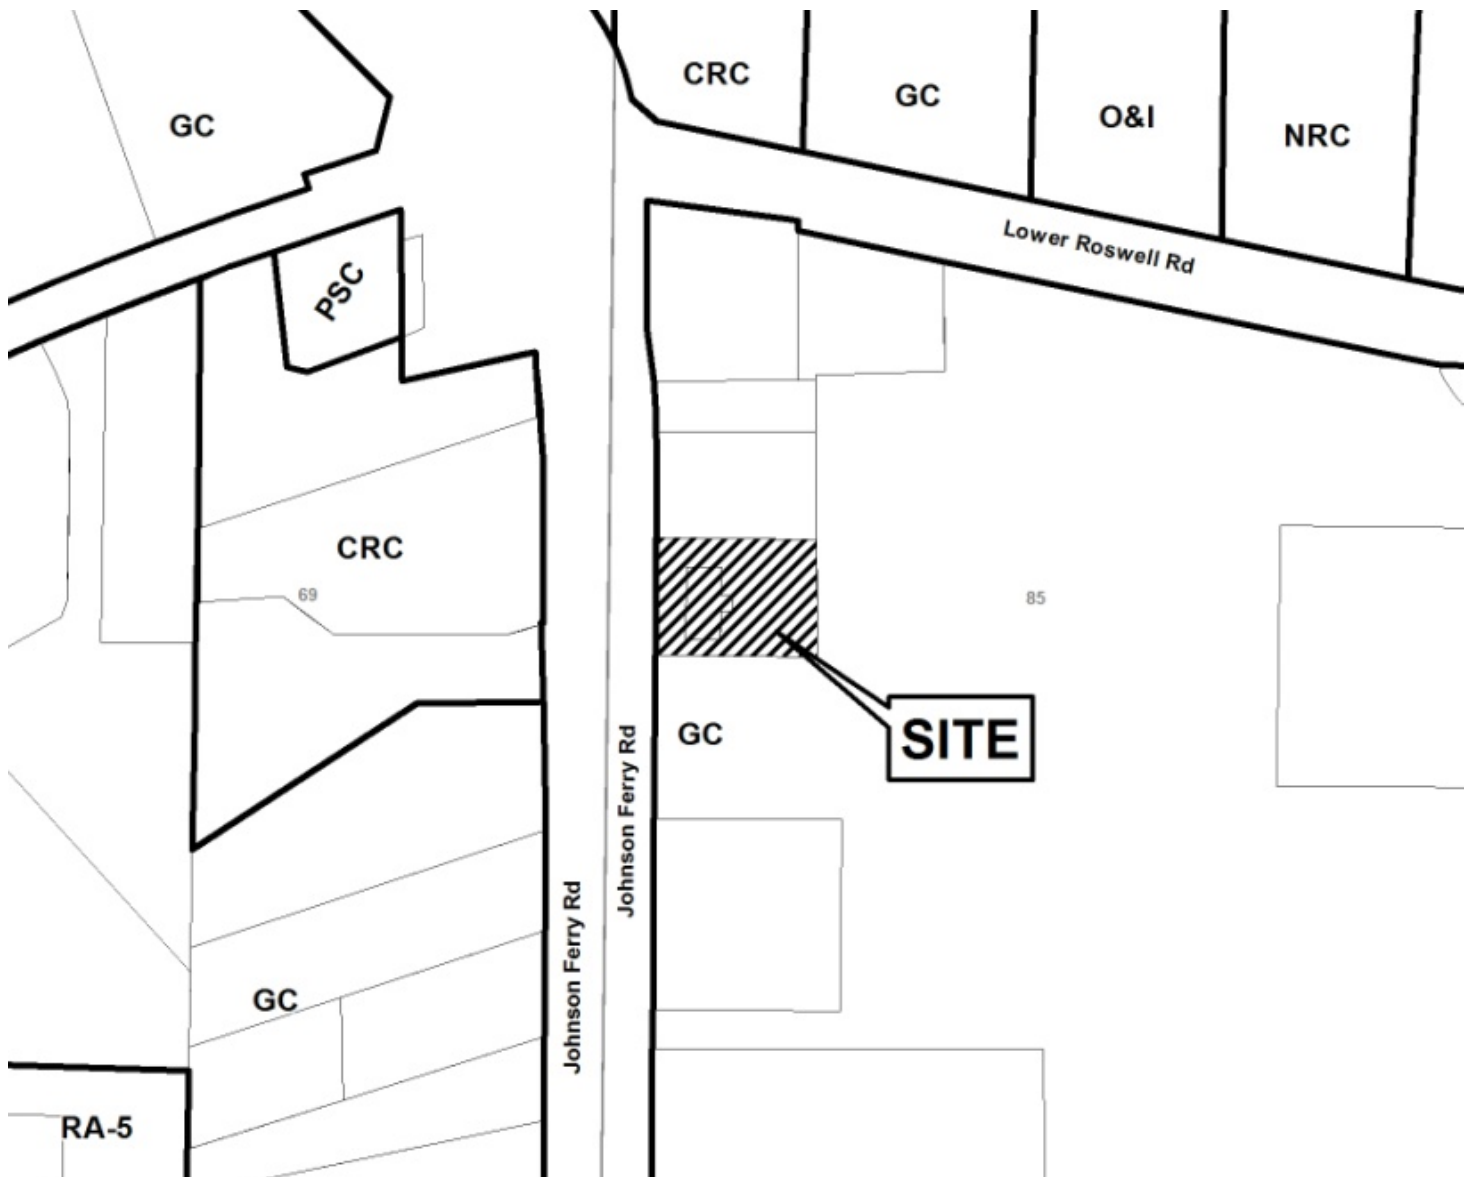 CRC
GC
O&I
GC
NRC
Lower Roswell Rd
PSC
CRC
69
85
GC
SITE
Johnson Ferry Rd
Johnson Ferry Rd
GC
RA-5